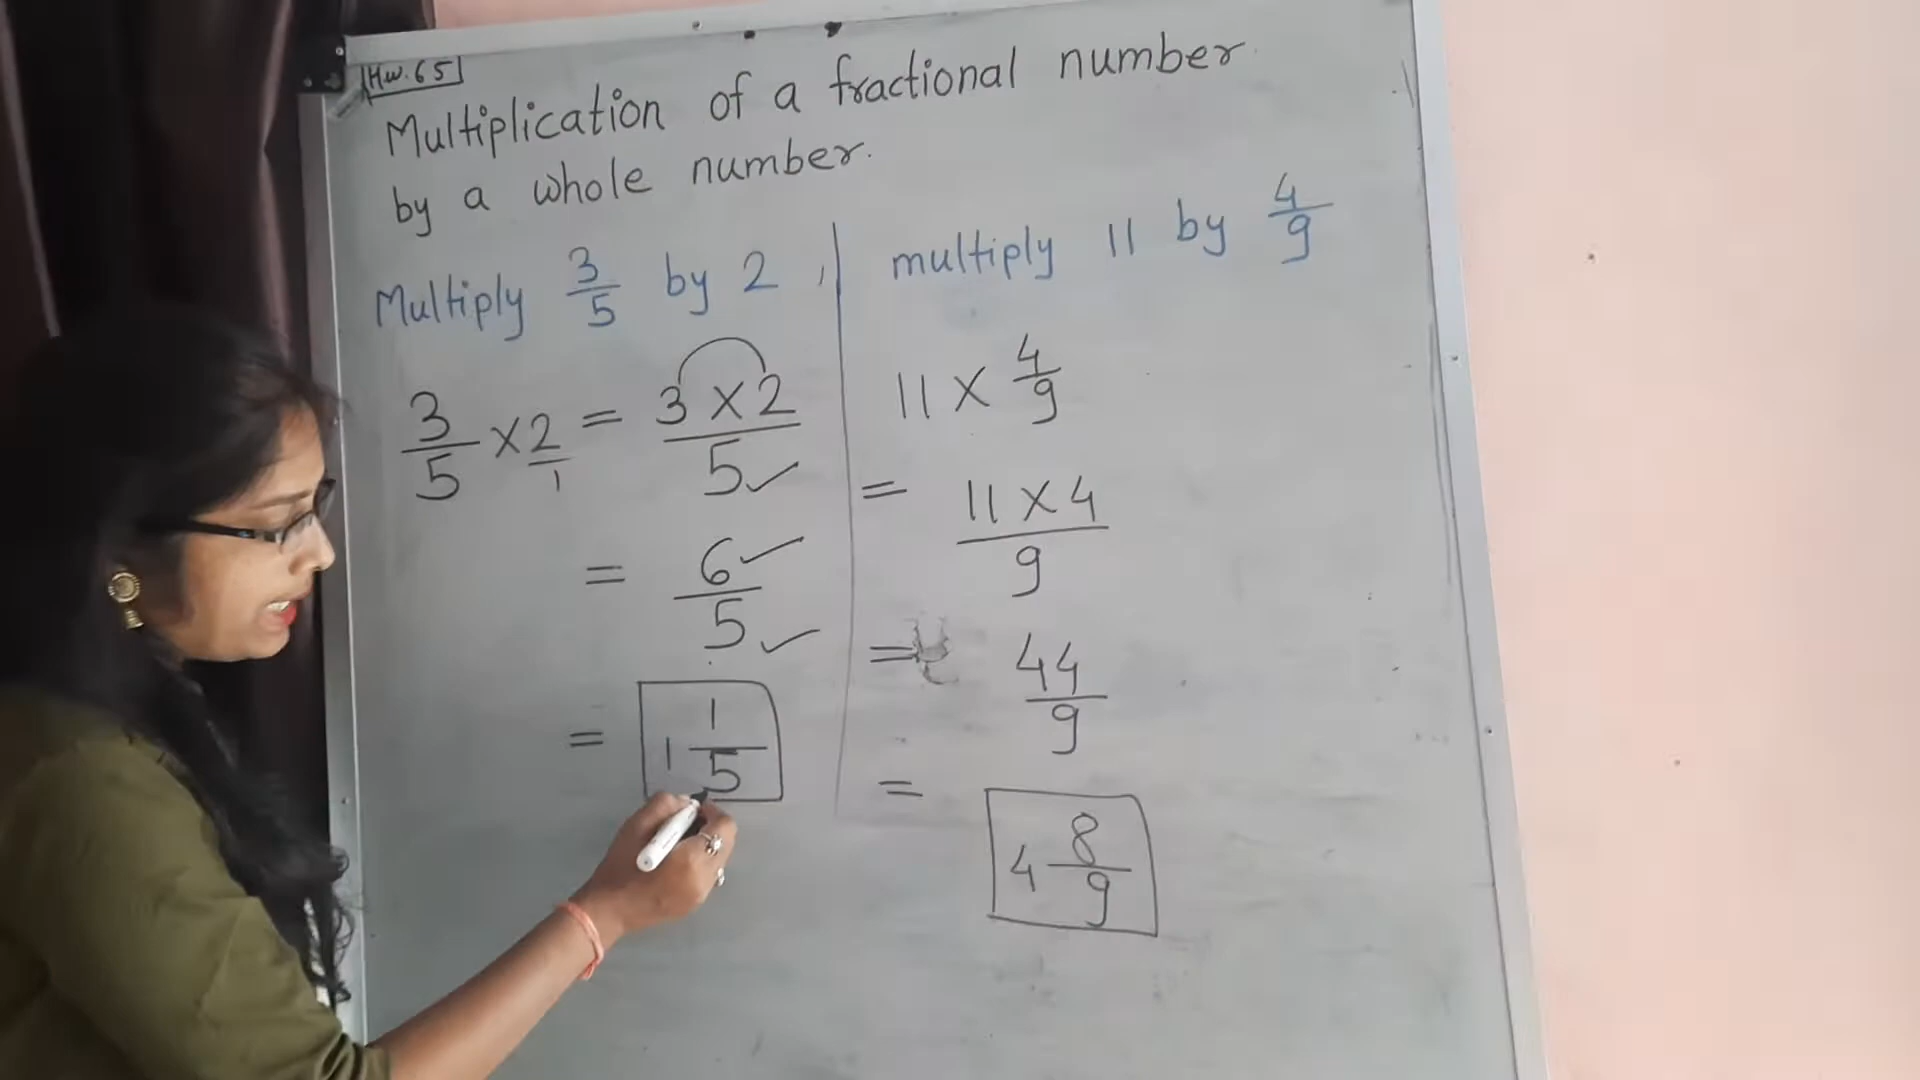 H.W. 65
Multiplication of a fractional number
by a whole number.
Multiply 3/5 by 2,
3/5 × 2/1 = 3 × 2/5
= 6/5
= 1 1/5
multiply 11 by 4/9
11 × 4/9
= 11 × 4/9
= 44/9
= 4 8/9